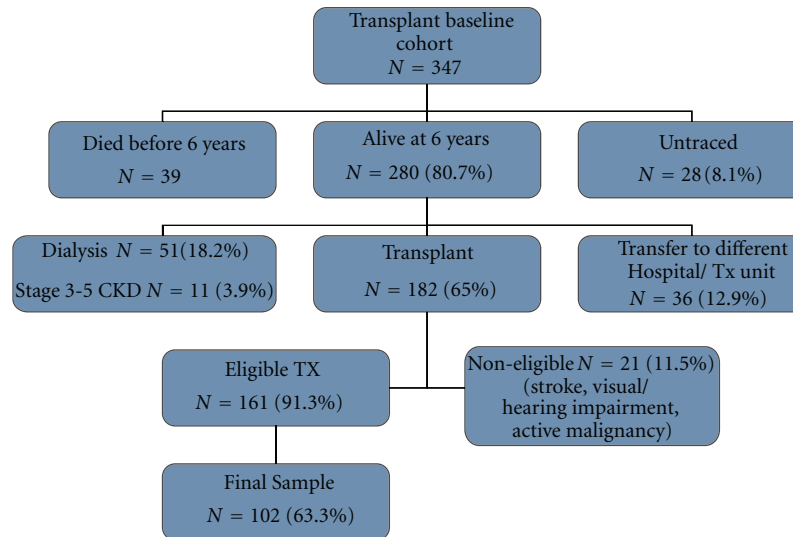 Transplant baseline
cohort
N = 347
Died before 6 years
N = 39
Alive at 6 years
N = 280 (80.7%)
Untraced
N = 28(8.1%)
Dialysis N = 51(18.2%)
Stage 3-5 CKD N = 11 (3.9%)
Transplant
N = 182 (65%)
Transfer to different
Hospital/ Tx unit
N = 36 (12.9%)
Eligible TX
N = 161 (91.3%)
Non-eligible N = 21 (11.5%)
(stroke, visual/
hearing impairment,
active malignancy)
Final Sample
N = 102 (63.3%)